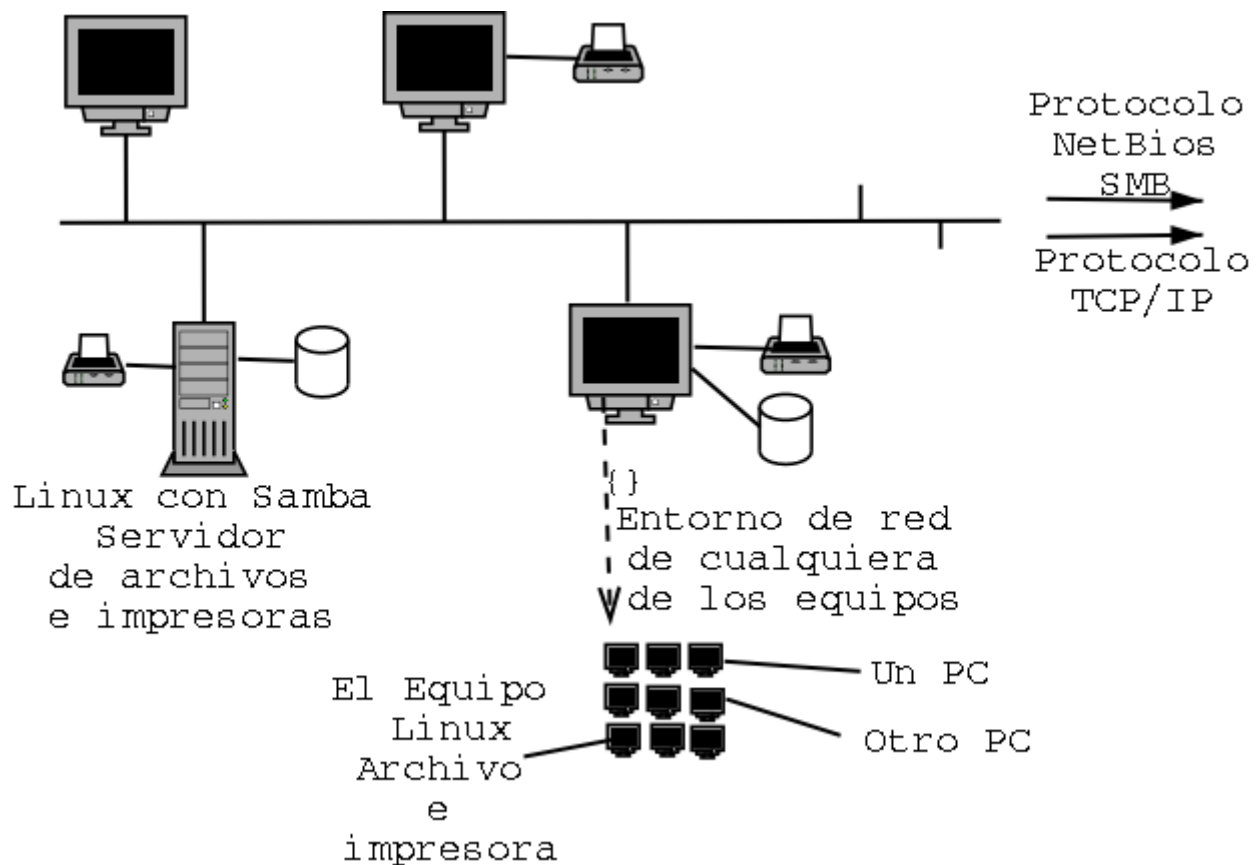 Protocolo
NetBios
SMB
Protocolo
TCP/IP
Linux con Samba
Servidor
de archivos
e impresoras
{}
Entorno de red
de cualquiera
de los equipos
Un PC
Otro PC
El Equipo
Linux
Archivo
e
impresora